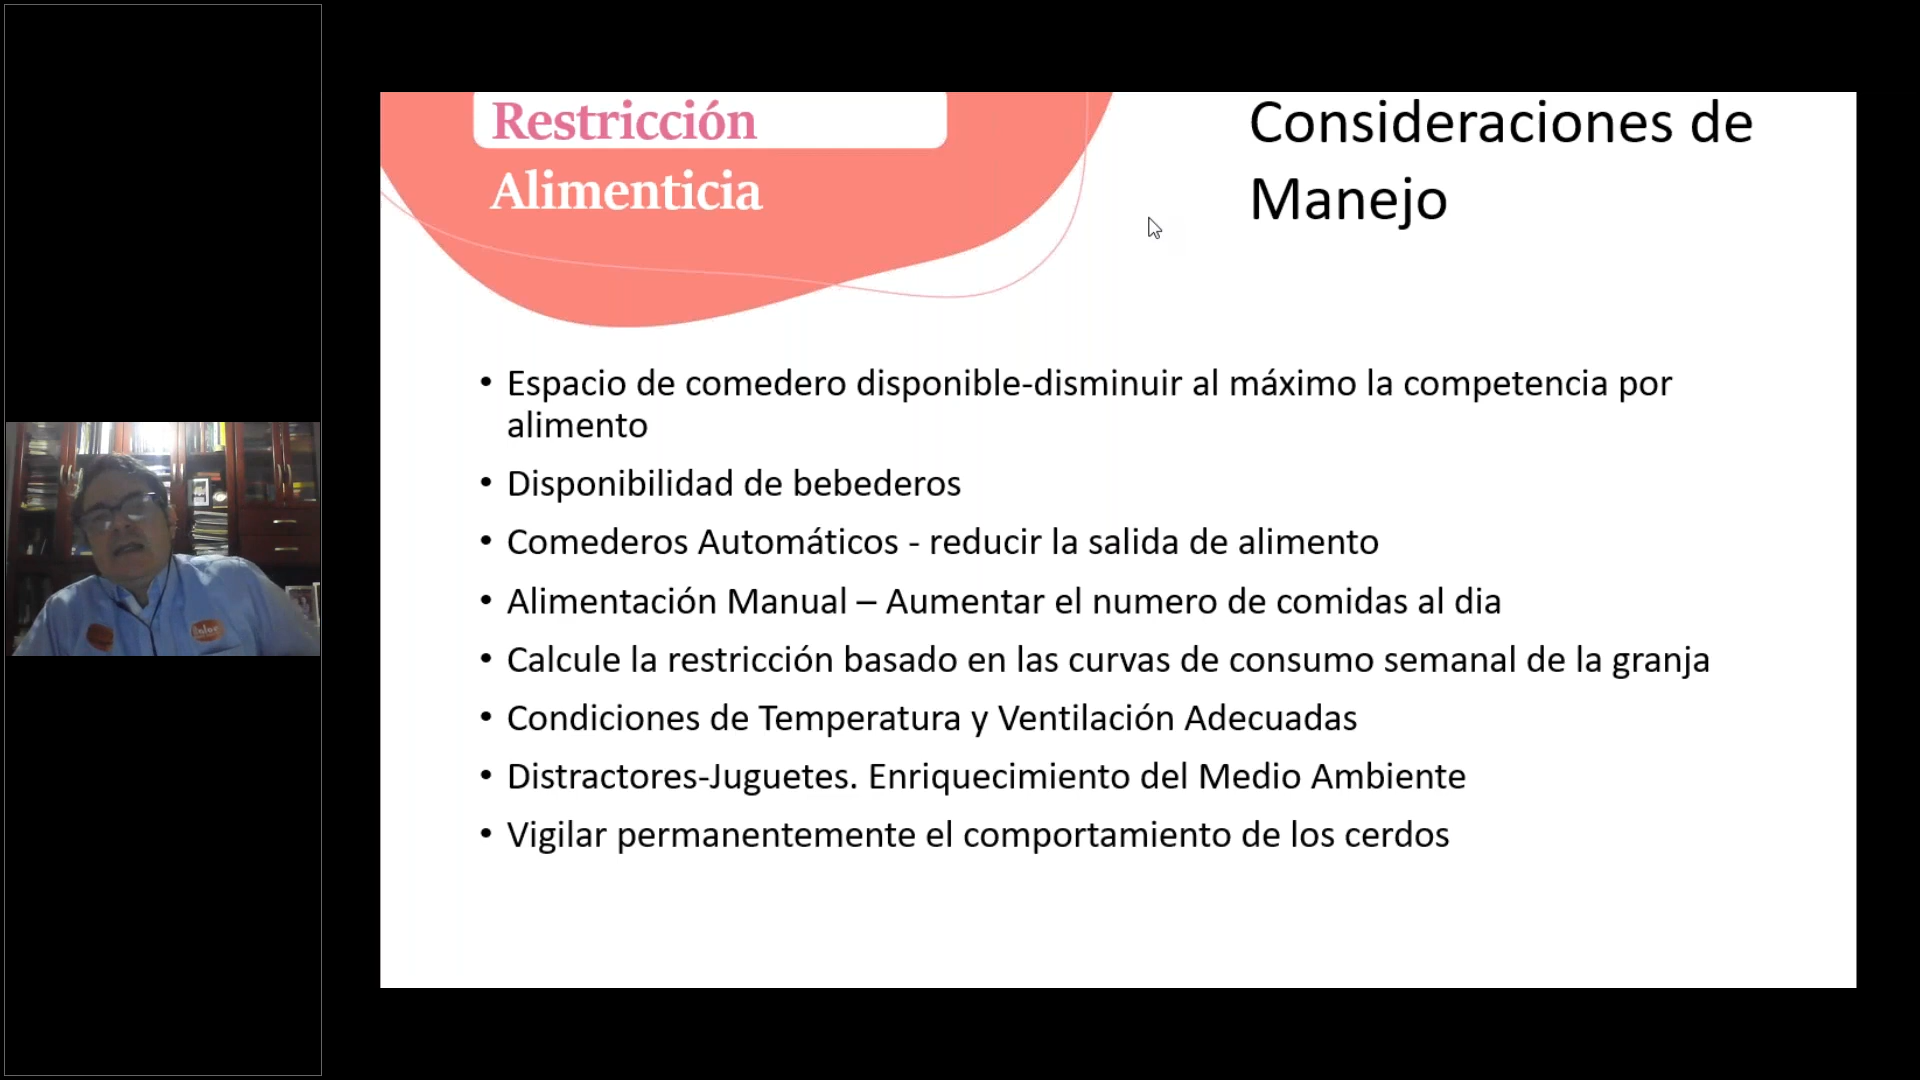 Restricción
Alimenticia
Consideraciones de
Manejo
• Espacio de comedero disponible-disminuir al máximo la competencia por
alimento
• Disponibilidad de bebederos
• Comederos Automáticos - reducir la salida de alimento
• Alimentación Manual – Aumentar el numero de comidas al dia
• Calcule la restricción basado en las curvas de consumo semanal de la granja
• Condiciones de Temperatura y Ventilación Adecuadas
• Distractores-Juguetes. Enriquecimiento del Medio Ambiente
• Vigilar permanentemente el comportamiento de los cerdos